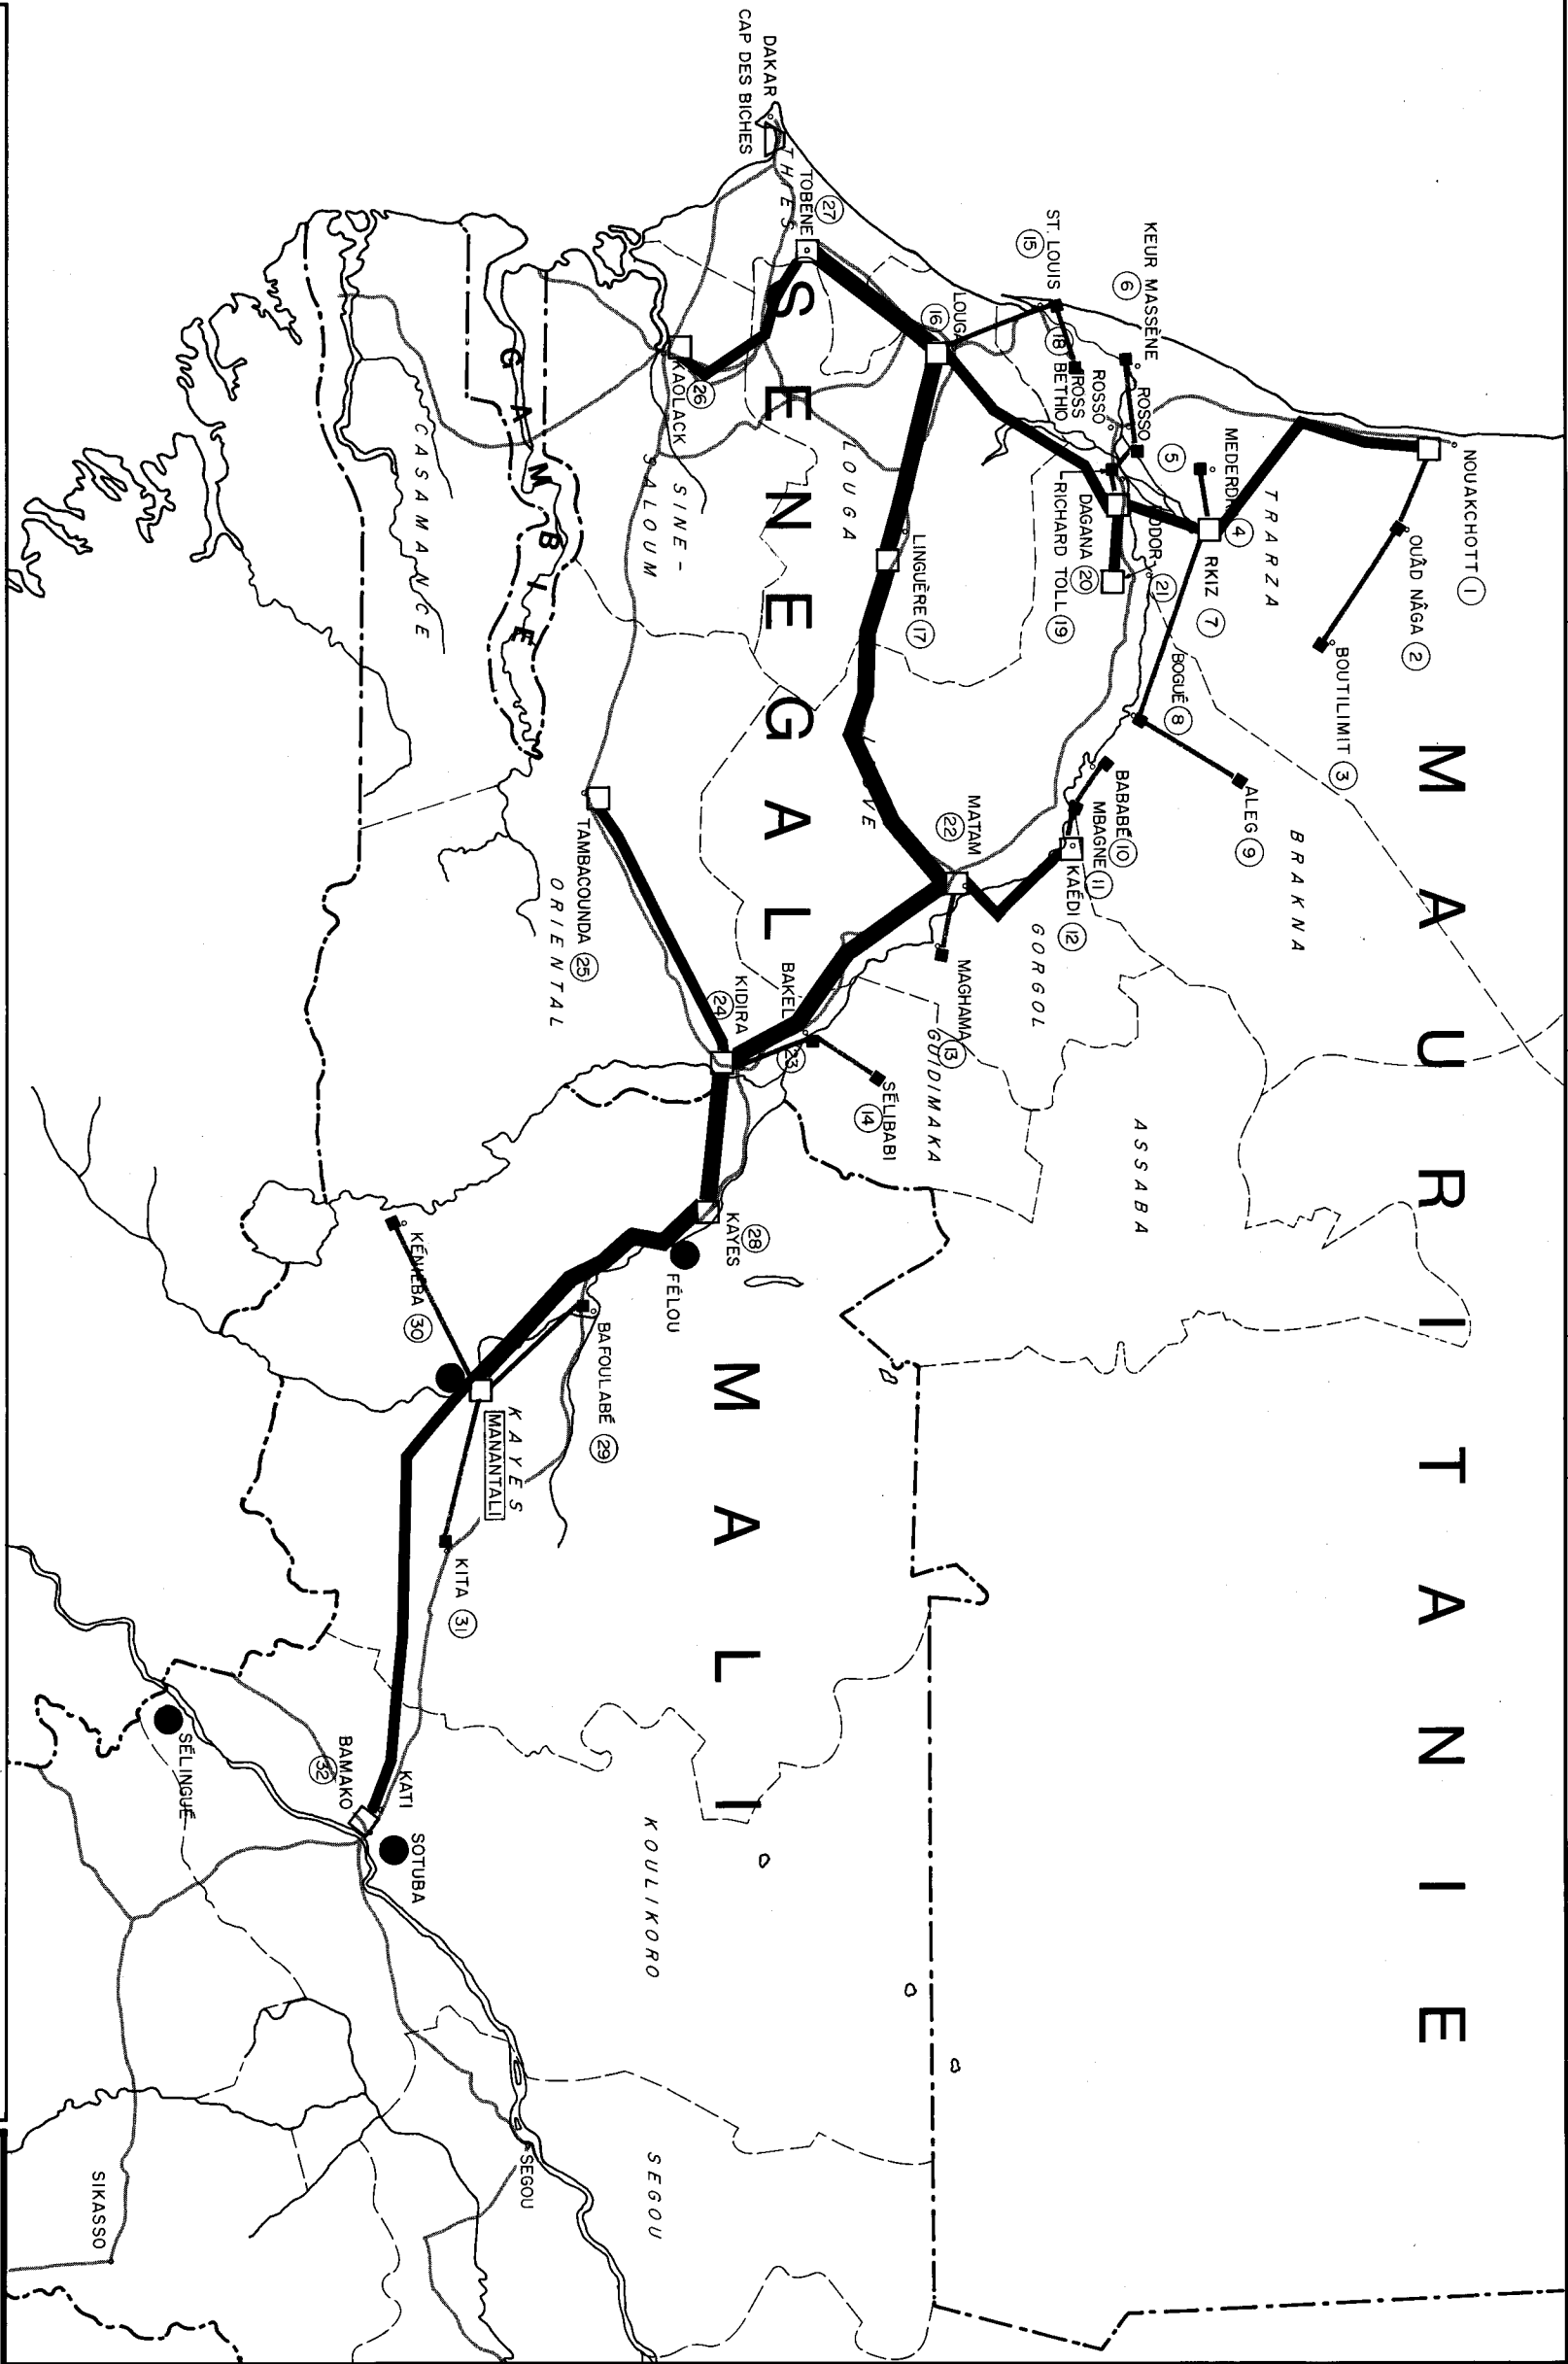 MAURITANIE
NOUAKCHOTT 1
OUÂD NÂGA 2
BOUTILIMIT 3
TRARZA
MEDERDRA 4
RKIZ 7
BRAKNA
ALEG 9
BOGUÉ 8
KEUR MASSÈNE
6
ROSSO
5
ROSSO
ROSS
BETHIO
18
ST. LOUIS
15
RICHARD TOLL 19
DAGANA 20
PODOR 21
BABABÉ 10
MBAGNE 11
KAÉDI 12
GORGOL
ASSABA
MAGHAMA
13
GUIDIMAKA
SÉLIBABI
14
MATAM
22
LOUGA
16
LINGUÈRE 17
LOUGA
TOBENE
27
THIES
DAKAR
CAP DES BICHES
SENEGAL
KAOLACK
26
SINE-
SALOUM
BAKEL
23
KIDIRA
24
TAMBACOUNDA 25
ORIENTAL
GAMBIE
CASAMANCE
MALI
KAYES
28
FÉLOU
BAFOULABÉ 29
KAYES
MANANTALI
KÉNIÉBA 30
KITA 31
KATI
BAMAKO
32
SOTUBA
SÉLINGUÉ
KOULIKORO
SEGOU
SEGOU
SIKASSO